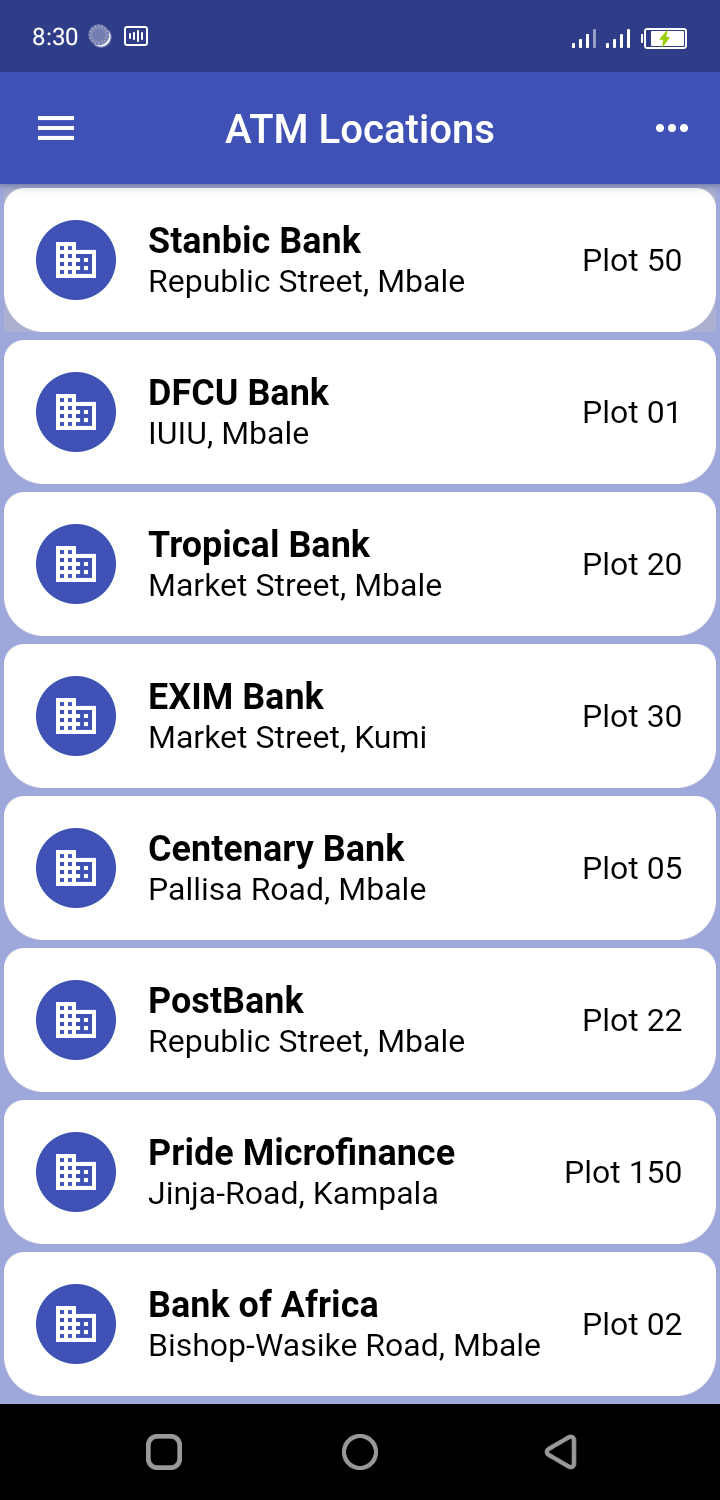 8:30
ATM Locations
Stanbic Bank
Republic Street, Mbale
Plot 50
DFCU Bank
IUIU, Mbale
Plot 01
Tropical Bank
Market Street, Mbale
Plot 20
EXIM Bank
Market Street, Kumi
Plot 30
Centenary Bank
Pallisa Road, Mbale
Plot 05
PostBank
Republic Street, Mbale
Plot 22
Pride Microfinance
Jinja-Road, Kampala
Plot 150
Bank of Africa
Bishop-Wasike Road, Mbale
Plot 02